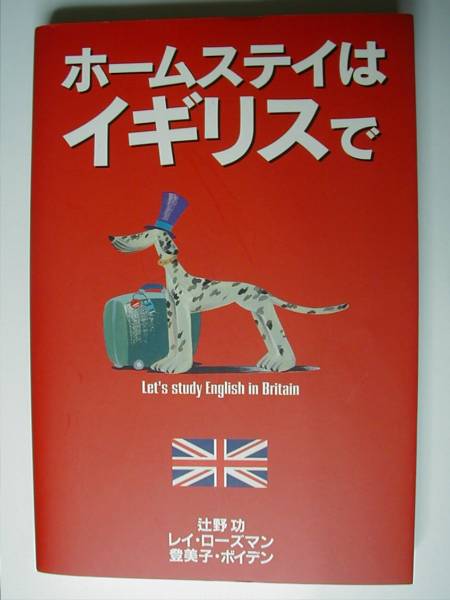 ホームステイは
イギリスで
Let's study English in Britain
辻野 功
レイ・ローズマン
登美子・ボイデン